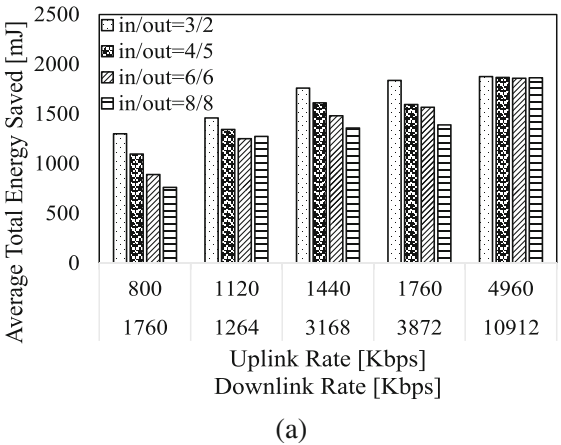 Average Total Energy Saved [mJ]
2500
2000
1500
1000
500
0
in/out=3/2
in/out=4/5
in/out=6/6
in/out=8/8
800 1120 1440 1760 4960
1760 1264 3168 3872 10912
Uplink Rate [Kbps]
Downlink Rate [Kbps]
(a)